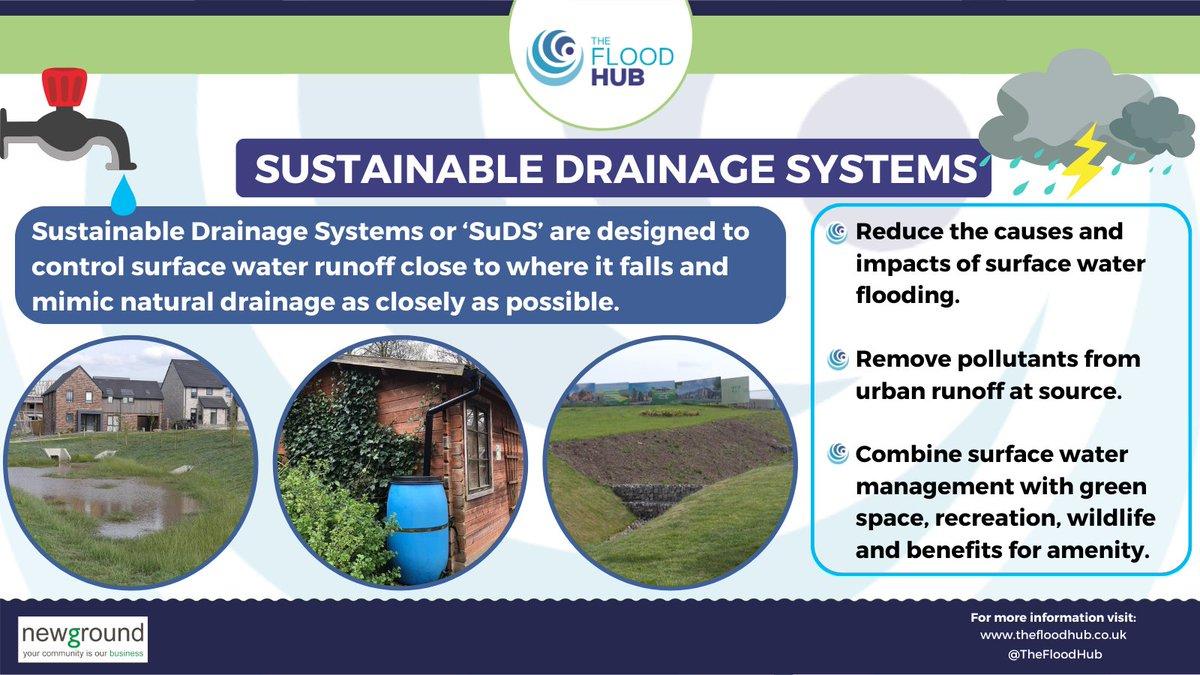 THE
FLOOD
HUB
SUSTAINABLE DRAINAGE SYSTEMS
Sustainable Drainage Systems or ‘SuDS’ are designed to
control surface water runoff close to where it falls and
mimic natural drainage as closely as possible.
Reduce the causes and
impacts of surface water
flooding.
Remove pollutants from
urban runoff at source.
Combine surface water
management with green
space, recreation, wildlife
and benefits for amenity.
newground
your community is our business
For more information visit:
www.thefloodhub.co.uk
@TheFloodHub